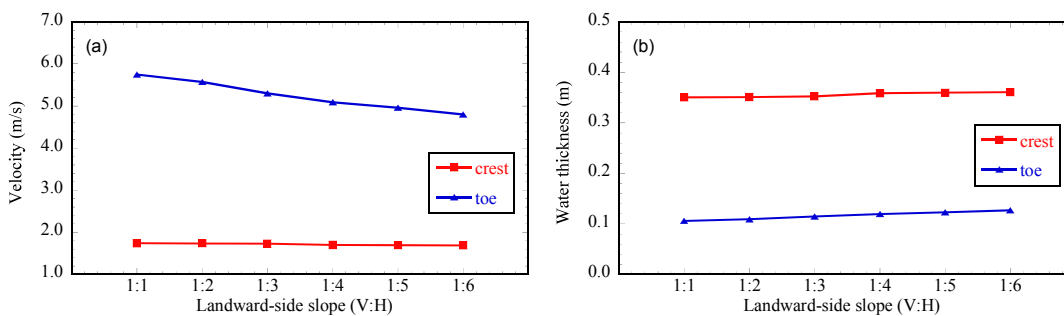 (a)
Velocity (m/s)
7.0
6.0
5.0
4.0
3.0
2.0
1.0
crest
toe
1:1 1:2 1:3 1:4 1:5 1:6
Landward-side slope (V:H)
(b)
Water thickness (m)
0.5
0.4
0.3
0.2
0.1
0.0
crest
toe
1:1 1:2 1:3 1:4 1:5 1:6
Landward-side slope (V:H)